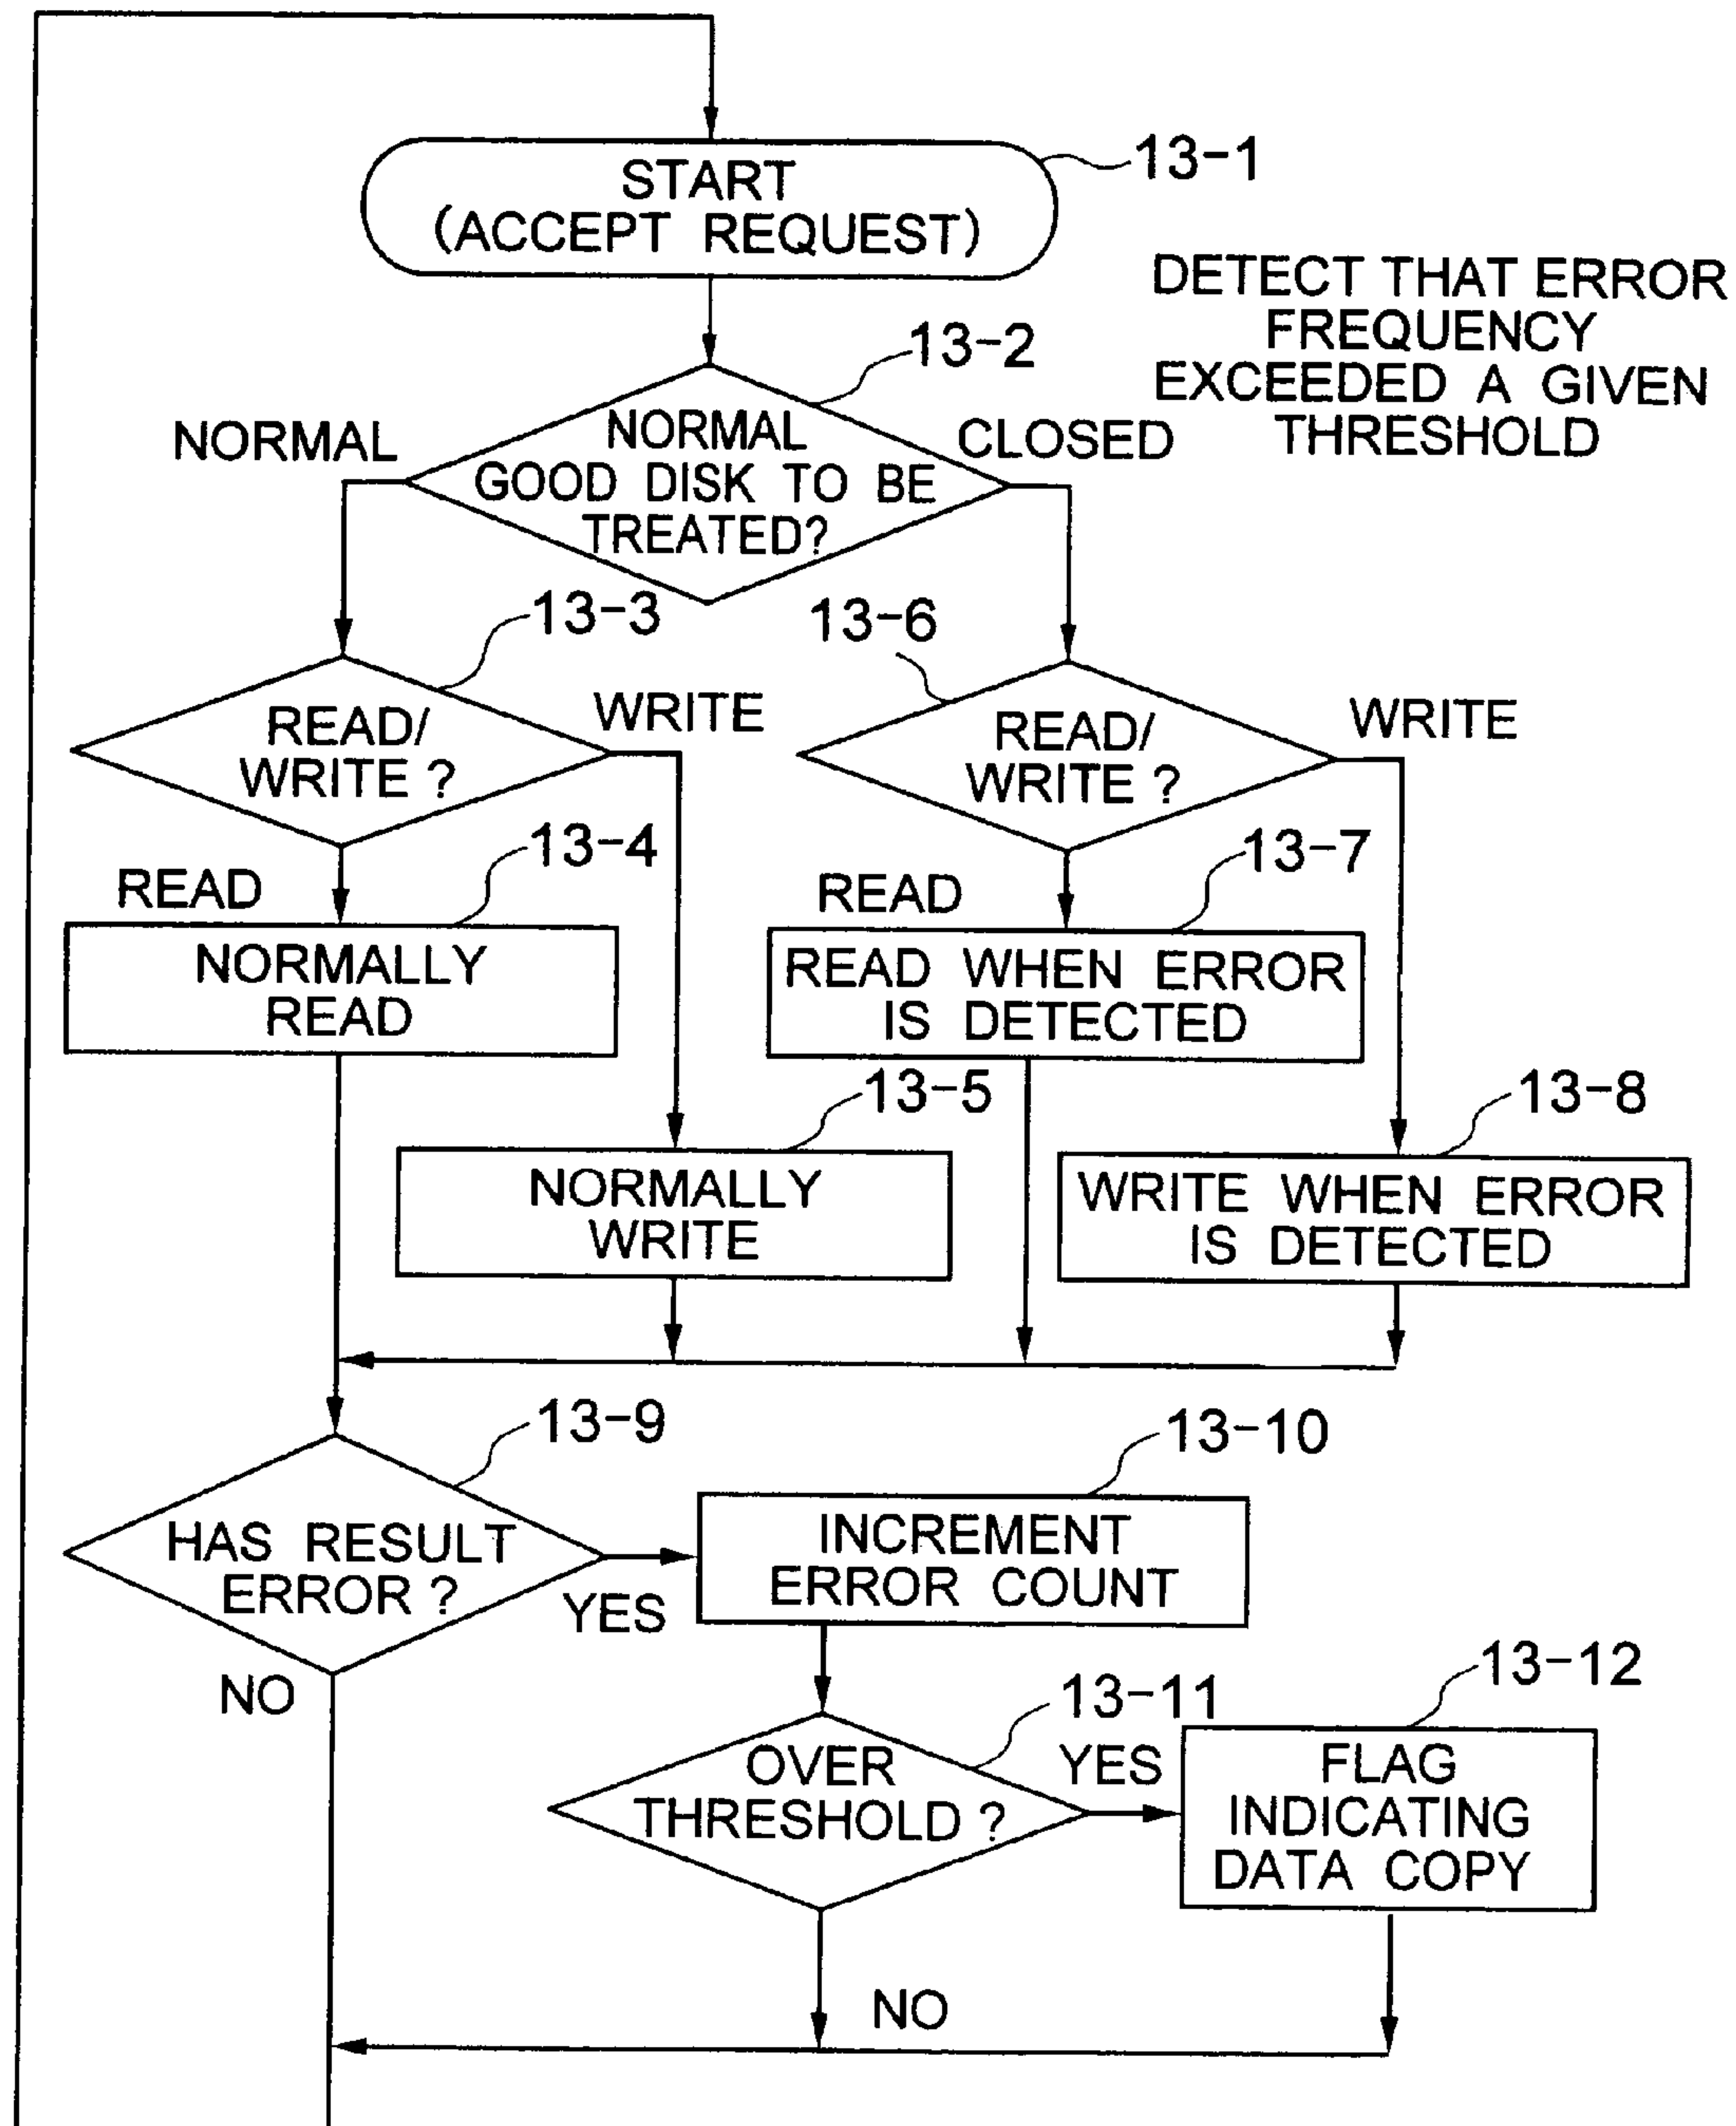 13-1
START
(ACCEPT REQUEST)
DETECT THAT ERROR
FREQUENCY
EXCEEDED A GIVEN
THRESHOLD
13-2
NORMAL
NORMAL
GOOD DISK TO BE
TREATED?
CLOSED
13-3
READ/
WRITE ?
WRITE
13-6
READ/
WRITE ?
WRITE
READ
13-4
NORMALLY
READ
READ
13-7
READ WHEN ERROR
IS DETECTED
13-5
NORMALLY
WRITE
13-8
WRITE WHEN ERROR
IS DETECTED
13-9
HAS RESULT
ERROR ?
YES
NO
13-10
INCREMENT
ERROR COUNT
13-11
OVER
THRESHOLD ?
YES
NO
13-12
FLAG
INDICATING
DATA COPY